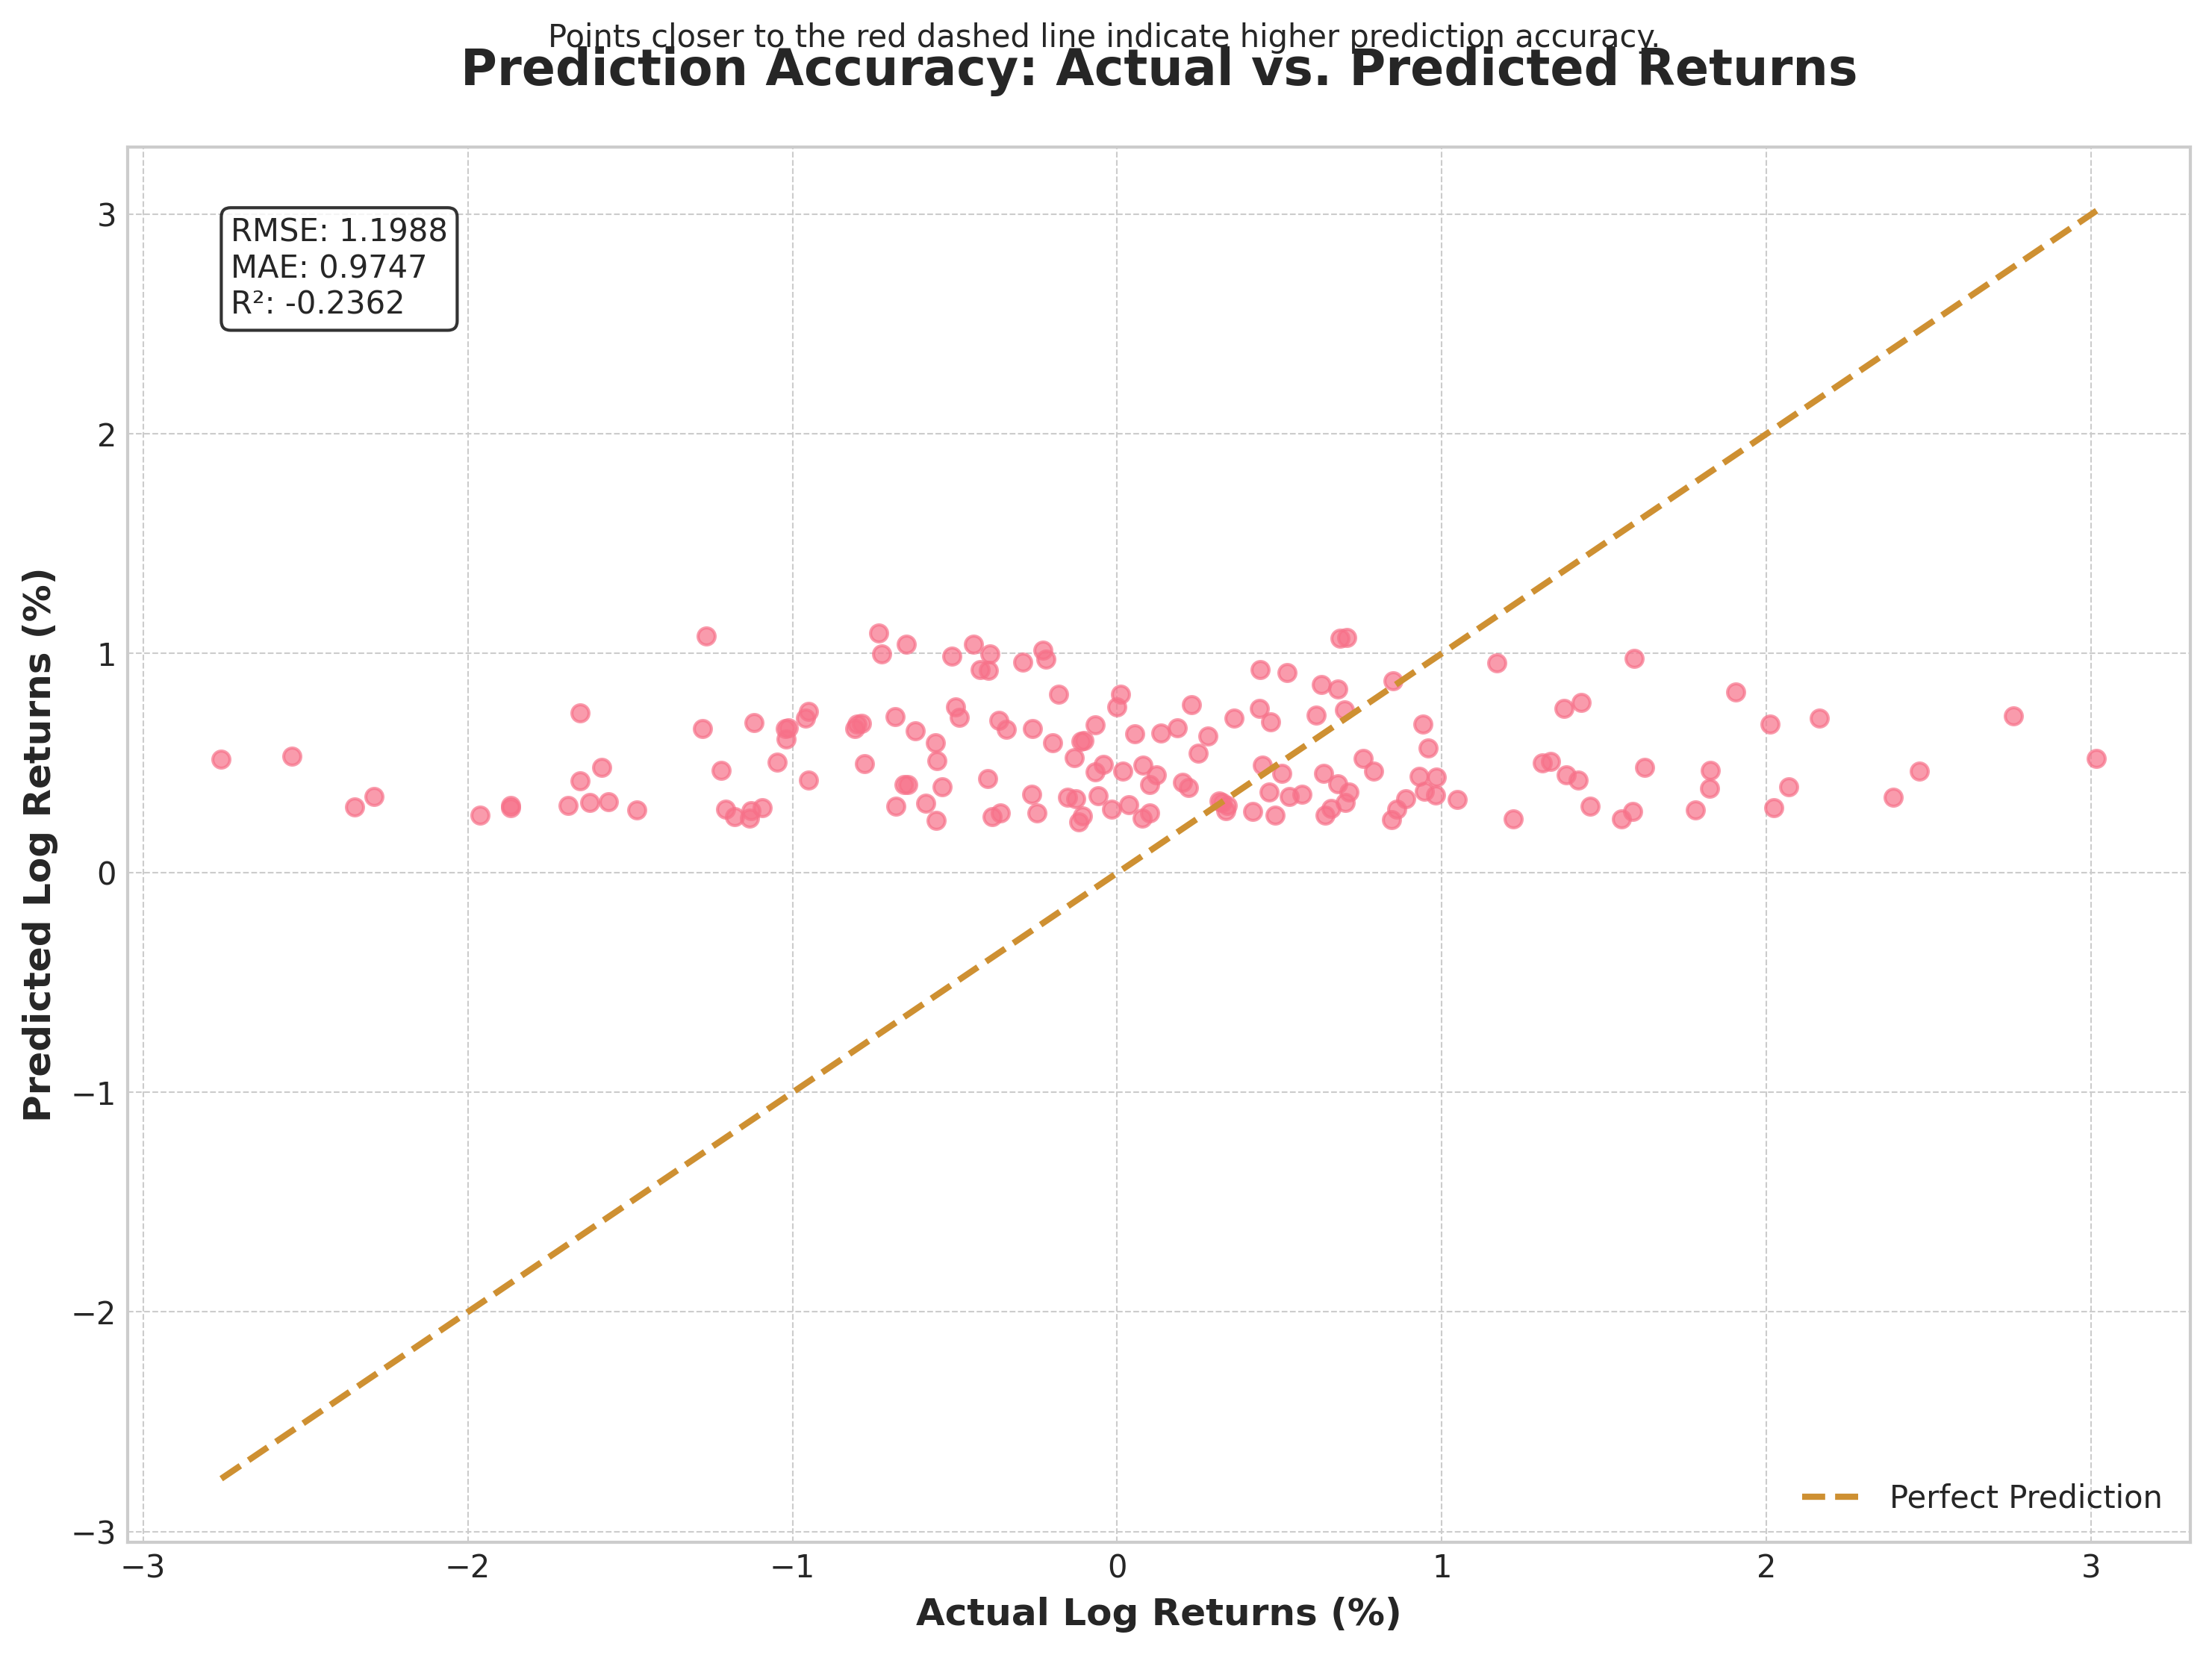 Points closer to the red dashed line indicate higher prediction accuracy.
Prediction Accuracy: Actual vs. Predicted Returns
RMSE: 1.1988
MAE: 0.9747
R²: -0.2362
Predicted Log Returns (%)
3
2
1
0
−1
−2
−3
Perfect Prediction
−3 −2 −1 0 1 2 3
Actual Log Returns (%)